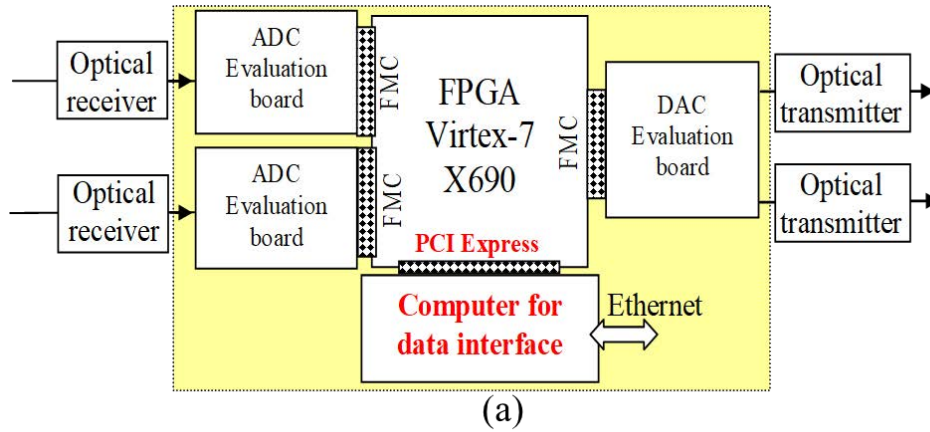 Optical
receiver
ADC
Evaluation
board
FMC
FPGA
Virtex-7
X690
FMC
DAC
Evaluation
board
Optical
transmitter
Optical
receiver
ADC
Evaluation
board
FMC
Optical
transmitter
PCI Express
Computer for
data interface
Ethernet
(a)